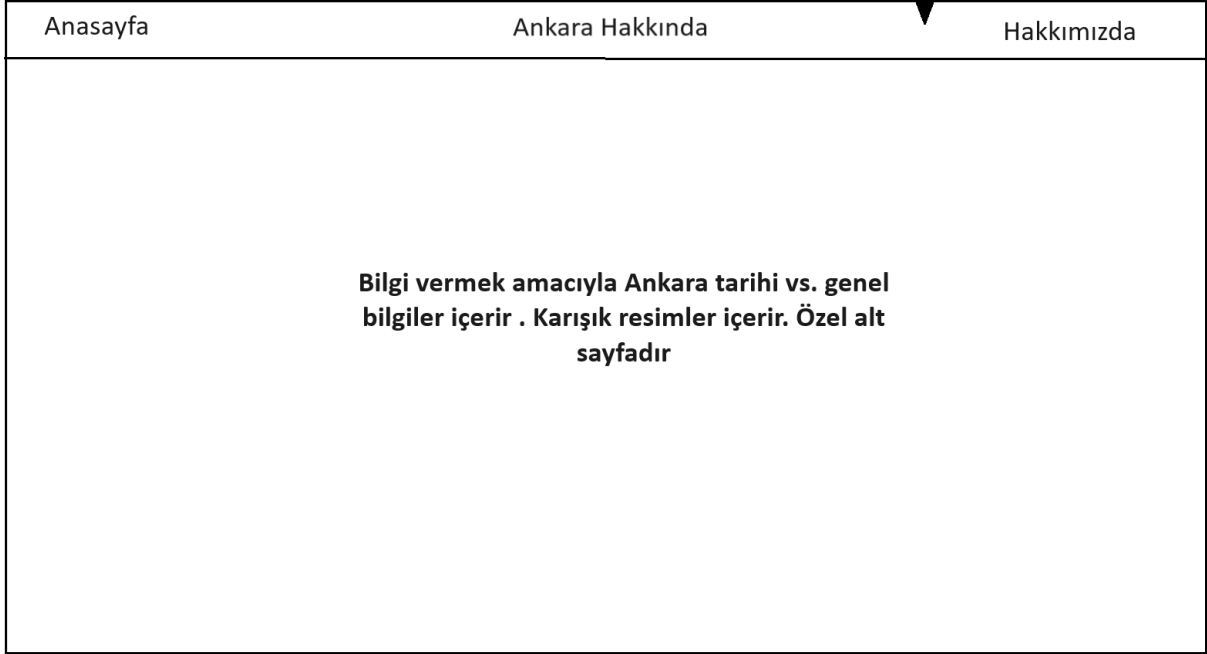 Anasayfa
Ankara Hakkında
Hakkımızda
Bilgi vermek amacıyla Ankara tarihi vs. genel
bilgiler içerir . Karışık resimler içerir. Özel alt
sayfadır